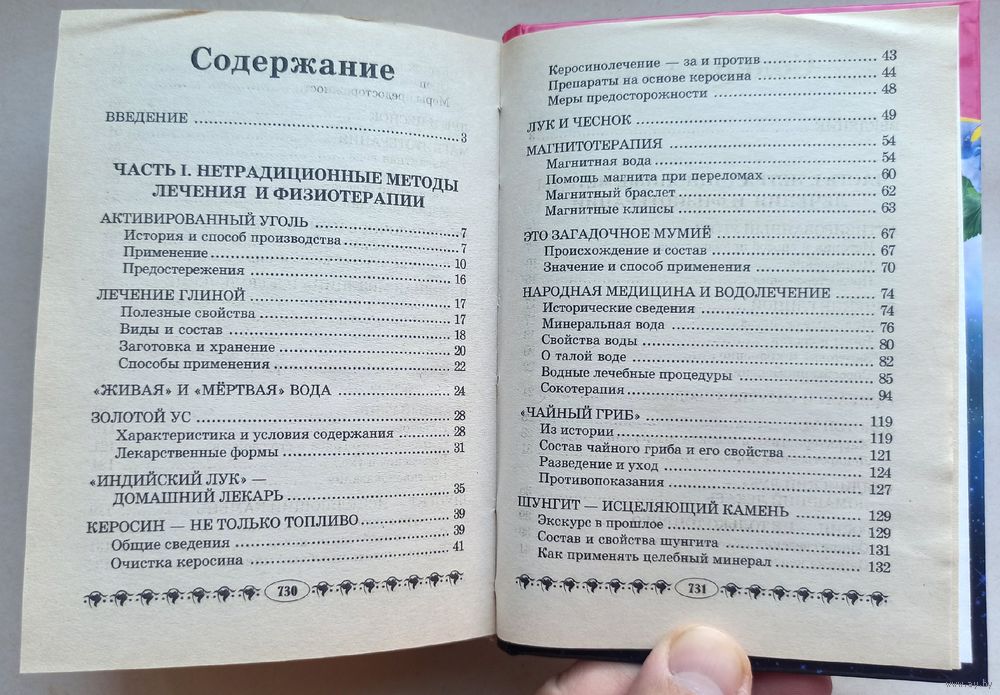 Содержание
ВВЕДЕНИЕ ........ 3
ЧАСТЬ I. НЕТРАДИЦИОННЫЕ МЕТОДЫ
ЛЕЧЕНИЯ И ФИЗИОТЕРАПИИ
АКТИВИРОВАННЫЙ УГОЛЬ ........ 7
История и способ производства ........ 7
Применение ........ 10
Предостережения ........ 16
ЛЕЧЕНИЕ ГЛИНОЙ ........ 17
Полезные свойства ........ 17
Виды и состав ........ 18
Заготовка и хранение ........ 20
Способы применения ........ 22
«ЖИВАЯ» И «МЁРТВАЯ» ВОДА ........ 24
ЗОЛОТОЙ УС ........ 28
Характеристика и условия содержания ........ 28
Лекарственные формы ........ 31
«ИНДИЙСКИЙ ЛУК» —
ДОМАШНИЙ ЛЕКАРЬ ........ 35
КЕРОСИН — НЕ ТОЛЬКО ТОПЛИВО ........ 39
Общие сведения ........ 39
Очистка керосина ........ 41
730
Керосинолечение — за и против ........ 43
Препараты на основе керосина ........ 44
Меры предосторожности ........ 48
ЛУК И ЧЕСНОК ........ 49
МАГНИТОТЕРАПИЯ ........ 54
Магнитная вода ........ 54
Помощь магнита при переломах ........ 60
Магнитный браслет ........ 62
Магнитные клипсы ........ 63
ЭТО ЗАГАДОЧНОЕ МУМИЁ ........ 67
Происхождение и состав ........ 67
Значение и способ применения ........ 70
НАРОДНАЯ МЕДИЦИНА И ВОДОЛЕЧЕНИЕ ........ 74
Исторические сведения ........ 74
Минеральная вода ........ 76
Свойства воды ........ 80
О талой воде ........ 82
Водные лечебные процедуры ........ 85
Сокотерапия ........ 94
«ЧАЙНЫЙ ГРИБ» ........ 119
Из истории ........ 119
Состав чайного гриба и его свойства ........ 121
Разведение и уход ........ 124
Противопоказания ........ 127
ШУНГИТ — ИСЦЕЛЯЮЩИЙ КАМЕНЬ ........ 129
Экскурс в прошлое ........ 129
Состав и свойства шунгита ........ 131
Как применять целебный минерал ........ 132
731
www.ay.by